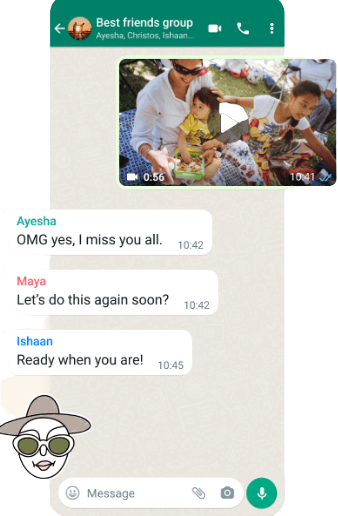 Best friends group
Ayesha, Christos, Ishaan...
0:56
10:41
Ayesha
OMG yes, I miss you all.
10:42
Maya
Let's do this again soon?
10:42
Ishaan
Ready when you are!
10:45
Message